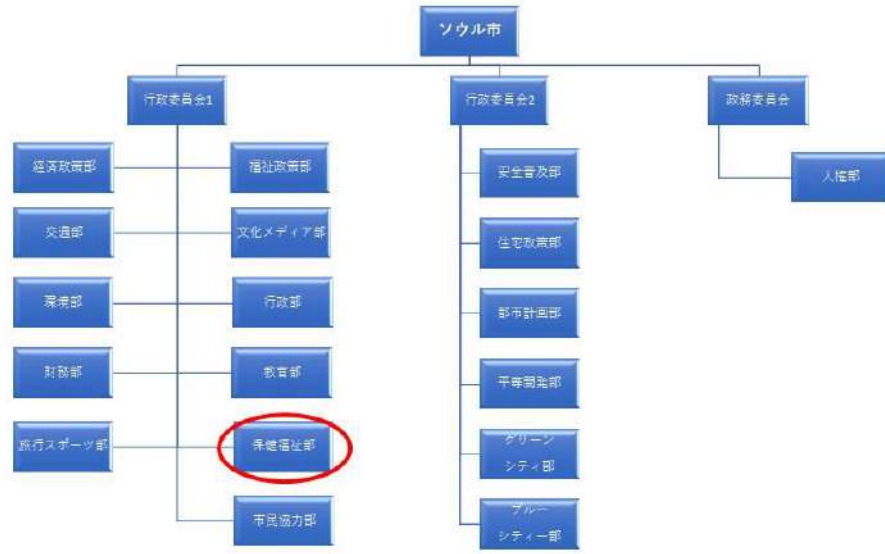 ソウル市
行政委員会1
行政委員会2
政務委員会
経済政策部
福祉政策部
安全普及部
人権部
交通部
文化メディア部
住宅政策部
環境部
行政部
都市計画部
財務部
教育部
平等開発部
旅行スポーツ部
保健福祉部
グリーン
シティ部
市民協力部
ブルー
シティー部